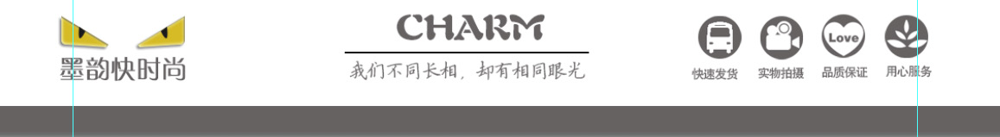 墨韵快时尚
CHARM
我们不同长相，却有相同眼光
Love
快速发货
实物拍摄
品质保证
用心服务